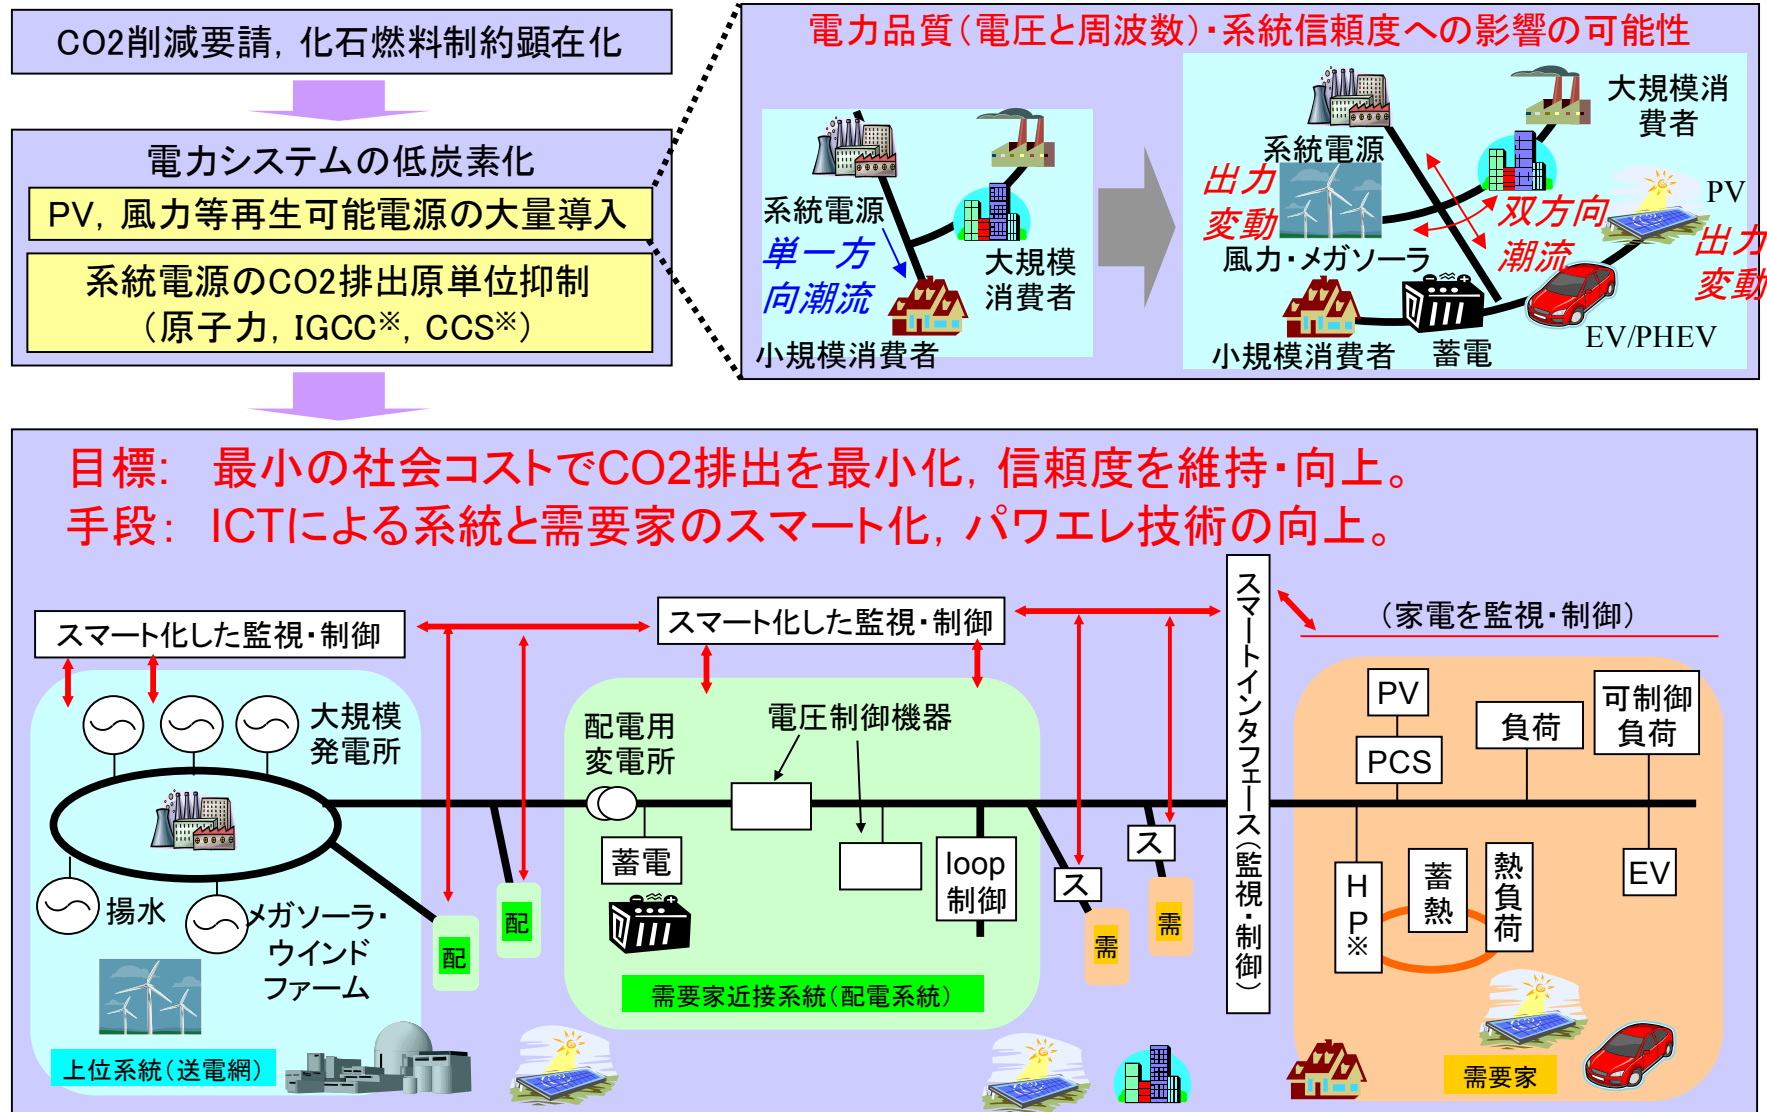 CO2削減要請，化石燃料制約顕在化
電力システムの低炭素化
PV，風力等再生可能電源の大量導入
系統電源のCO2排出原単位抑制
（原子力，IGCC※，CCS※）
電力品質（電圧と周波数）・系統信頼度への影響の可能性
系統電源
単一方
向潮流
大規模
消費者
小規模消費者
大規模消
費者
系統電源
出力
変動
風力・メガソーラ
双方向
潮流
PV
出力
変動
EV/PHEV
小規模消費者
蓄電
目標：　最小の社会コストでCO2排出を最小化，信頼度を維持・向上。
手段：　ICTによる系統と需要家のスマート化，パワエレ技術の向上。
スマート化した監視・制御
スマート化した監視・制御
スマートインタフェース（監視・制御）
（家電を監視・制御）
大規模
発電所
揚水
メガソーラ・
ウインド
ファーム
上位系統（送電網）
配
配
配電用
変電所
電圧制御機器
蓄電
loop
制御
需要家近接系統（配電系統）
ス
ス
需
需
PV
PCS
負荷
可制御
負荷
HP※
蓄熱
熱負荷
EV
需要家